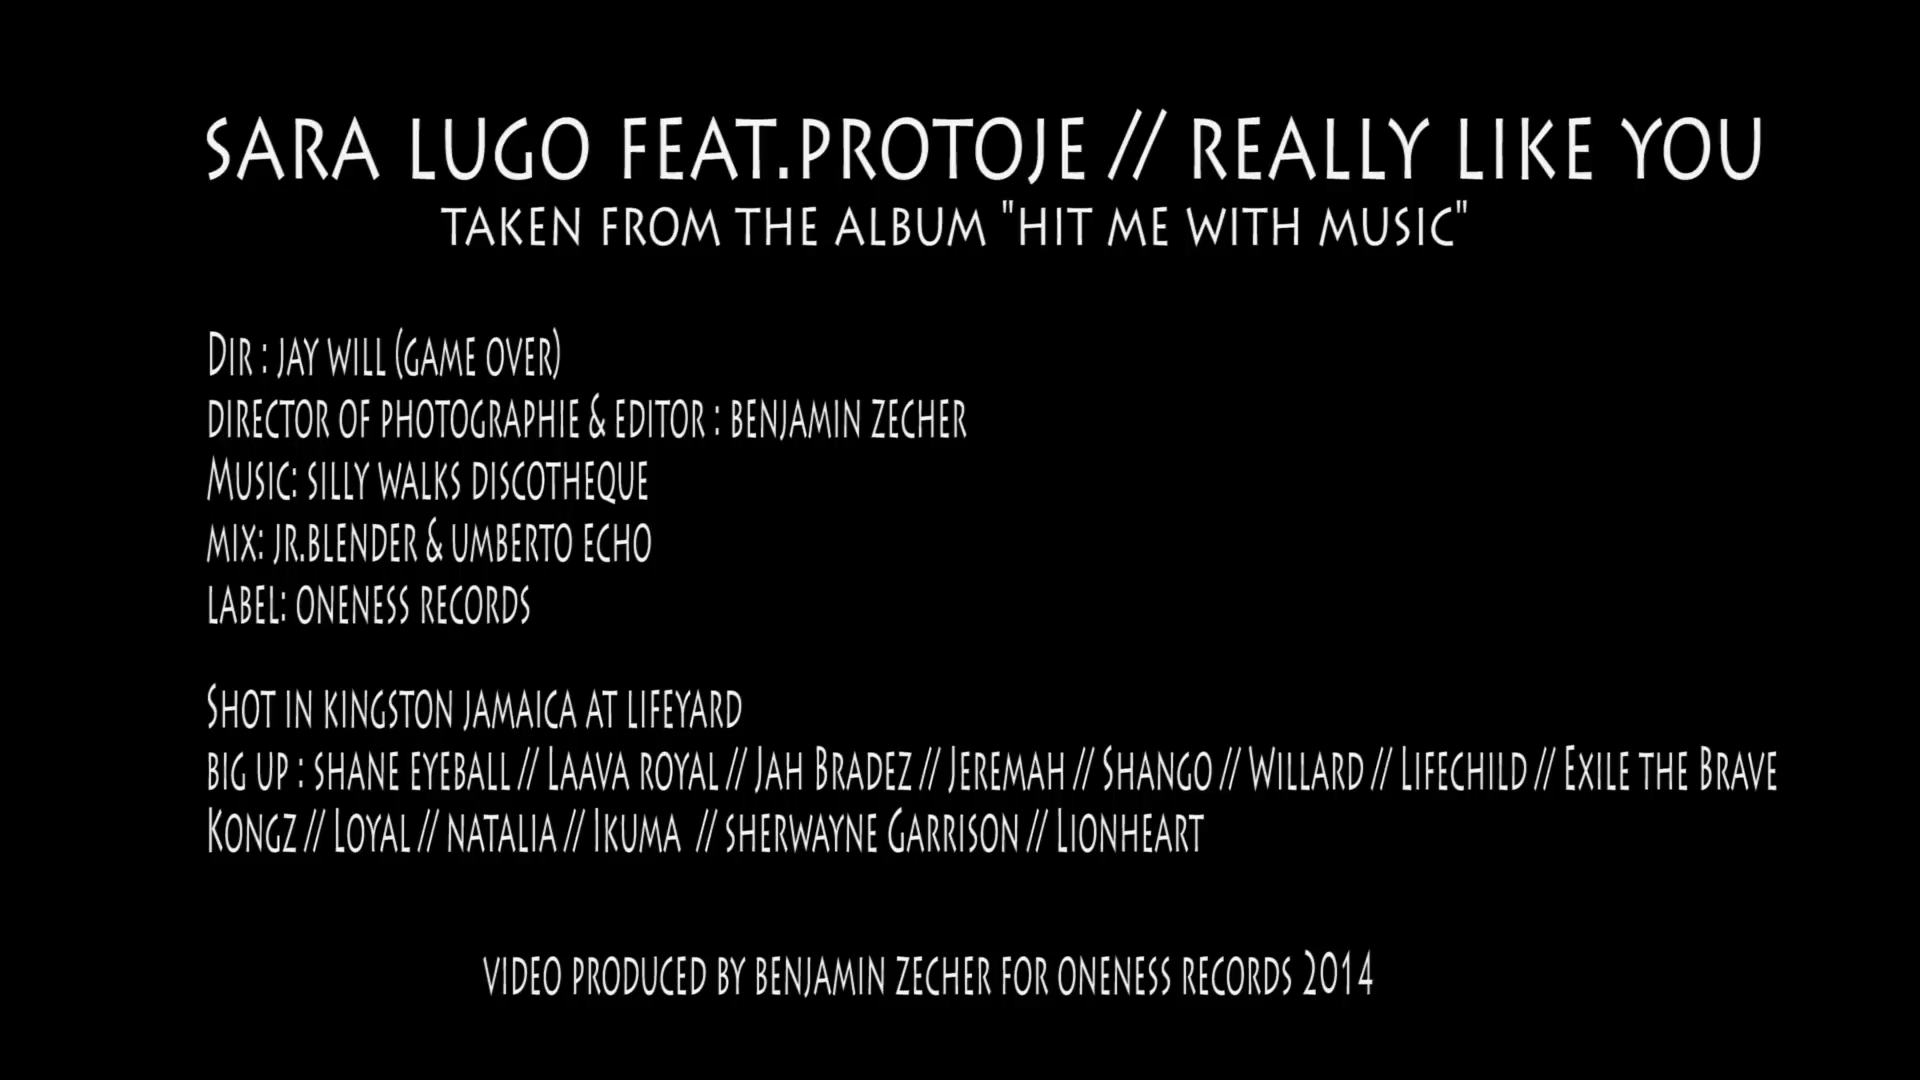 SARA LUGO FEAT.PROTOJE // REALLY LIKE YOU
TAKEN FROM THE ALBUM "HIT ME WITH MUSIC"
DIR : JAY WILL (GAME OVER)
DIRECTOR OF PHOTOGRAPHIE & EDITOR : BENJAMIN ZECHER
MUSIC: SILLY WALKS DISCOTHEQUE
MIX: JR.BLENDER & UMBERTO ECHO
LABEL: ONENESS RECORDS
SHOT IN KINGSTON JAMAICA AT LIFEYARD
BIG UP : SHANE EYEBALL // LAAVA ROYAL // JAH BRADEZ // JEREMAH // SHANGO // WILLARD // LIFECHILD // EXILE THE BRAVE
KONGZ // LOYAL // NATALIA // IKUMA // SHERWAYNE GARRISON // LIONHEART
VIDEO PRODUCED BY BENJAMIN ZECHER FOR ONENESS RECORDS 2014